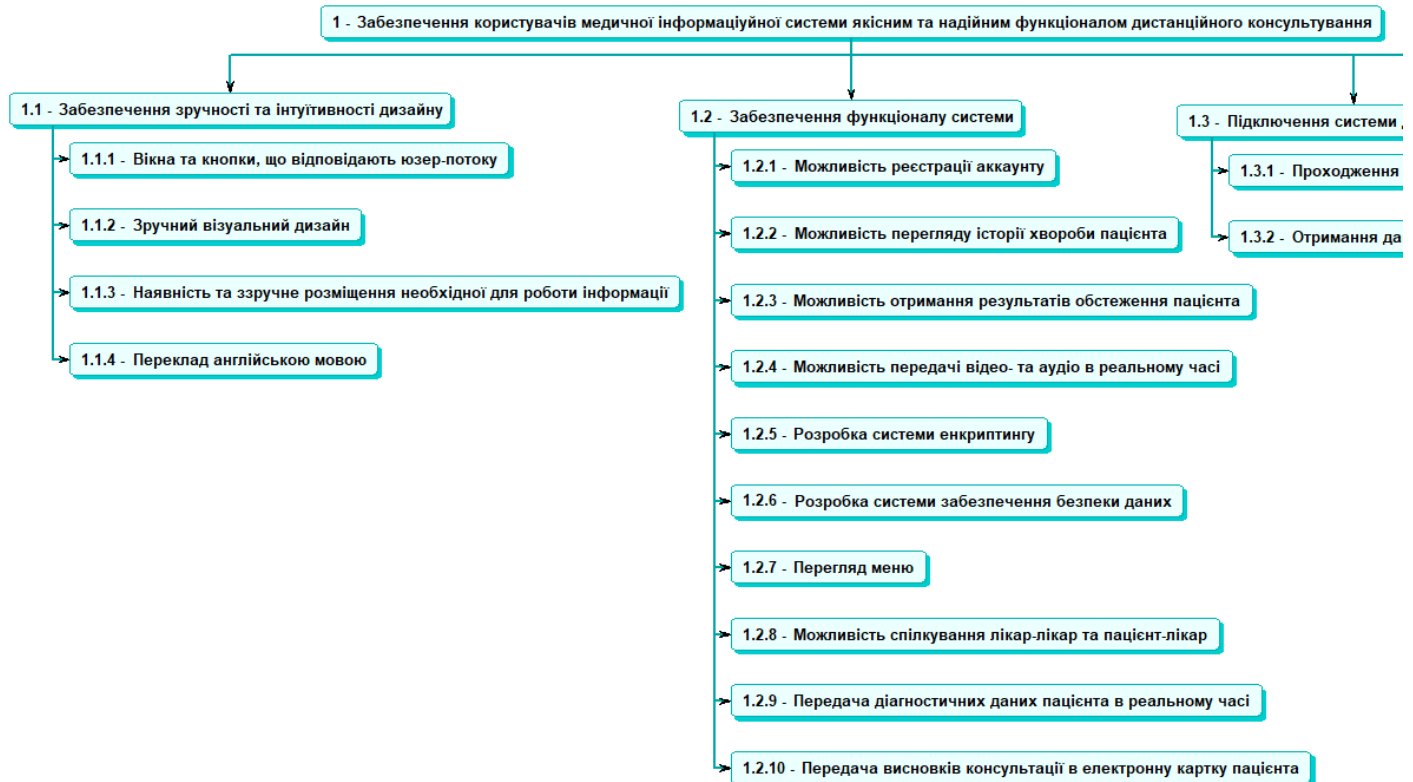 1 - Забезпечення користувачів медичної інформаціуйної системи якісним та надійним функціоналом дистанційного консультування
1.1 - Забезпечення зручності та інтуїтивності дизайну
1.1.1 - Вікна та кнопки, що відповідають юзер-потоку
1.1.2 - Зручний візуальний дизайн
1.1.3 - Наявність та ззручне розміщення необхідної для роботи інформації
1.1.4 - Переклад англійською мовою
1.2 - Забезпечення функціоналу системи
1.2.1 - Можливість реєстрації аккаунту
1.2.2 - Можливість перегляду історії хвороби пацієнта
1.2.3 - Можливість отримання результатів обстеження пацієнта
1.2.4 - Можливість передачі відео- та аудіо в реальному часі
1.2.5 - Розробка системи енкриптингу
1.2.6 - Розробка системи забезпечення безпеки даних
1.2.7 - Перегляд меню
1.2.8 - Можливість спілкування лікар-лікар та пацієнт-лікар
1.2.9 - Передача діагностичних даних пацієнта в реальному часі
1.2.10 - Передача висновків консультації в електронну картку пацієнта
1.3 - Підключення системи
1.3.1 - Проходження
1.3.2 - Отримання